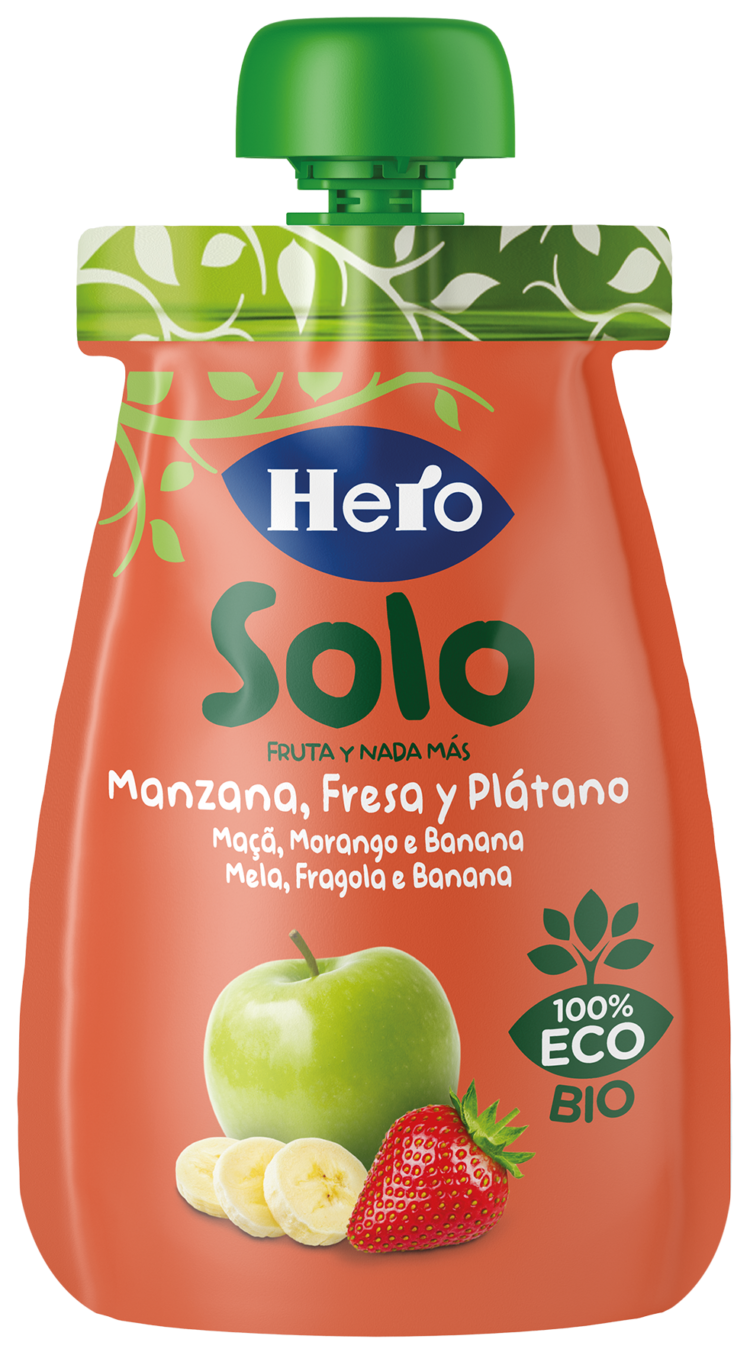 Hero
Solo
FRUTA Y NADA MÁS
Manzana, Fresa y Plátano
Maçã, Morango e Banana
Mela, Fragola e Banana
100%
ECO
BIO